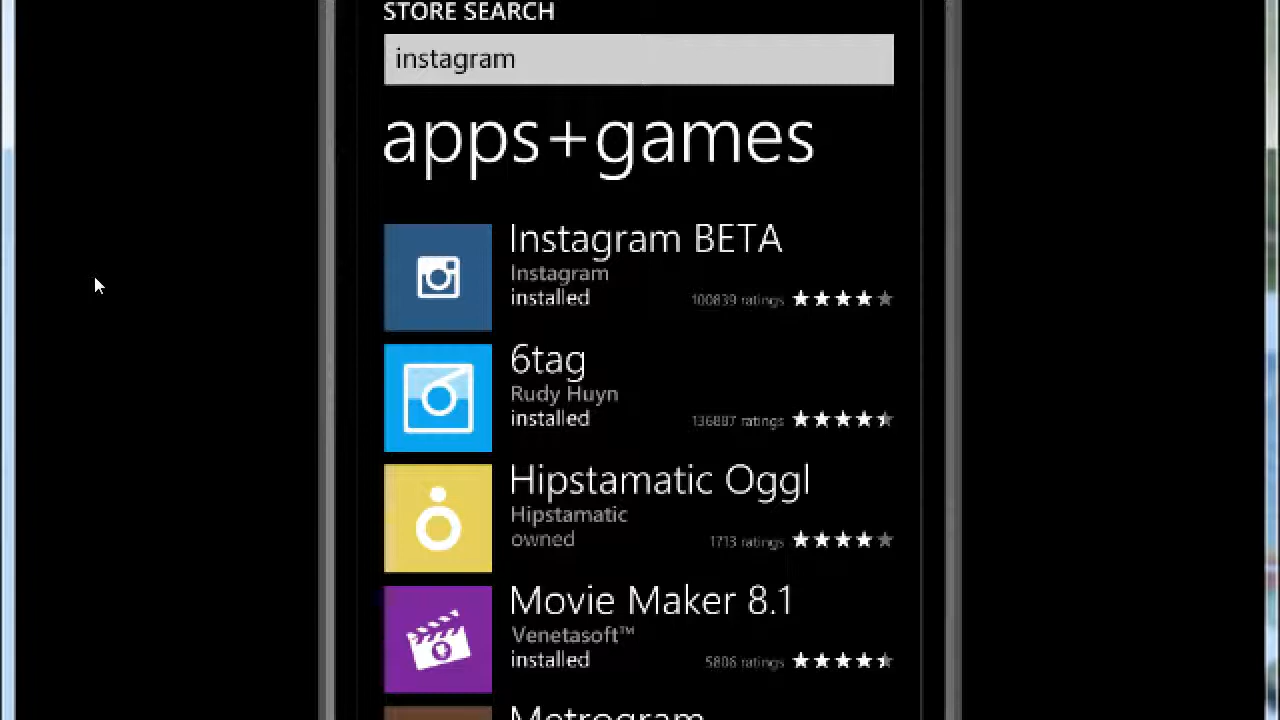 STORE SEARCH
instagram
apps+games
Instagram BETA
Instagram
installed
100839 ratings
6tag
Rudy Huyn
installed
136887 ratings
Hipstamatic Oggl
Hipstamatic
owned
1713 ratings
Movie Maker 8.1
Venetasoft™
installed
5806 ratings
Metrogram